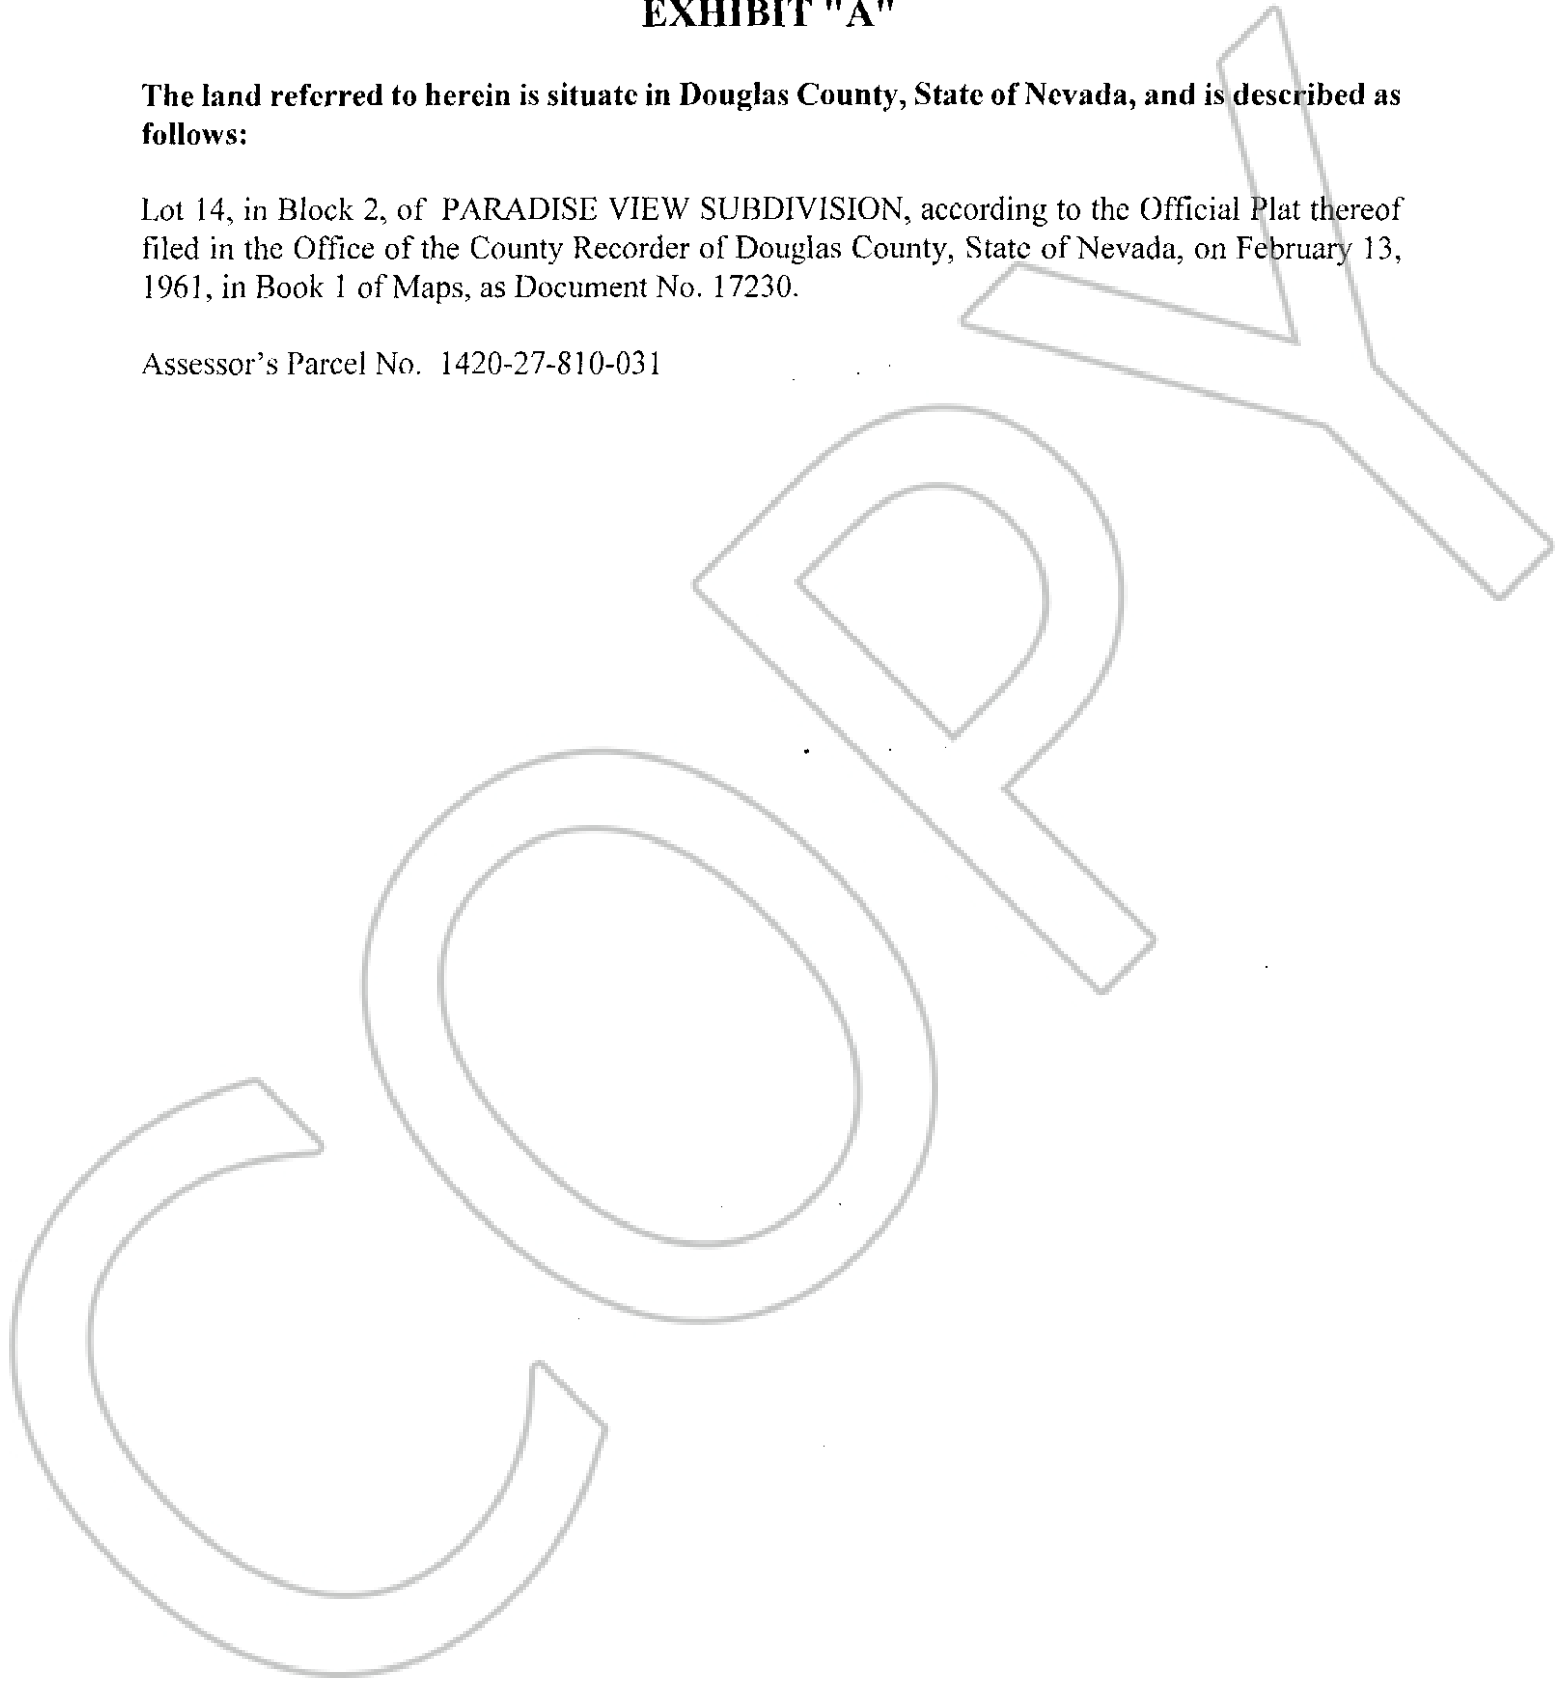 EXHIBIT "A"
The land referred to herein is situate in Douglas County, State of Nevada, and is described as
follows:
Lot 14, in Block 2, of PARADISE VIEW SUBDIVISION, according to the Official Plat thereof
filed in the Office of the County Recorder of Douglas County, State of Nevada, on February 13,
1961, in Book 1 of Maps, as Document No. 17230.
Assessor's Parcel No. 1420-27-810-031
COPY